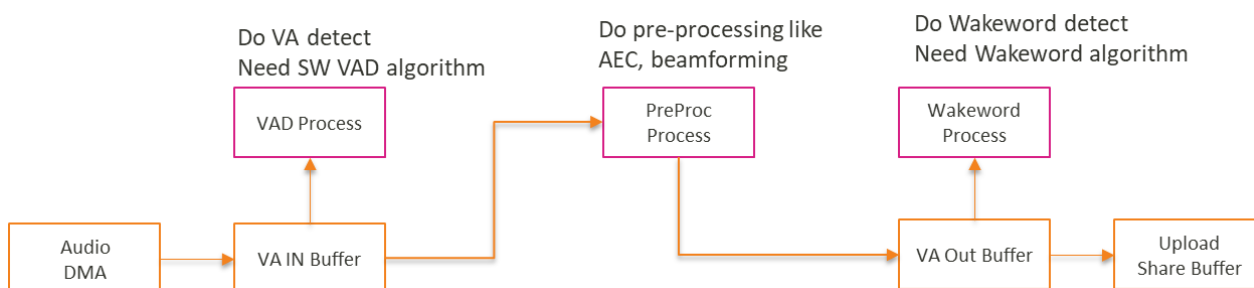 Do VA detect
Need SW VAD algorithm
Do pre-processing like
AEC, beamforming
Do Wakeword detect
Need Wakeword algorithm
VAD Process
PreProc
Process
Wakeword
Process
Audio
DMA
VA IN Buffer
VA Out Buffer
Upload
Share Buffer